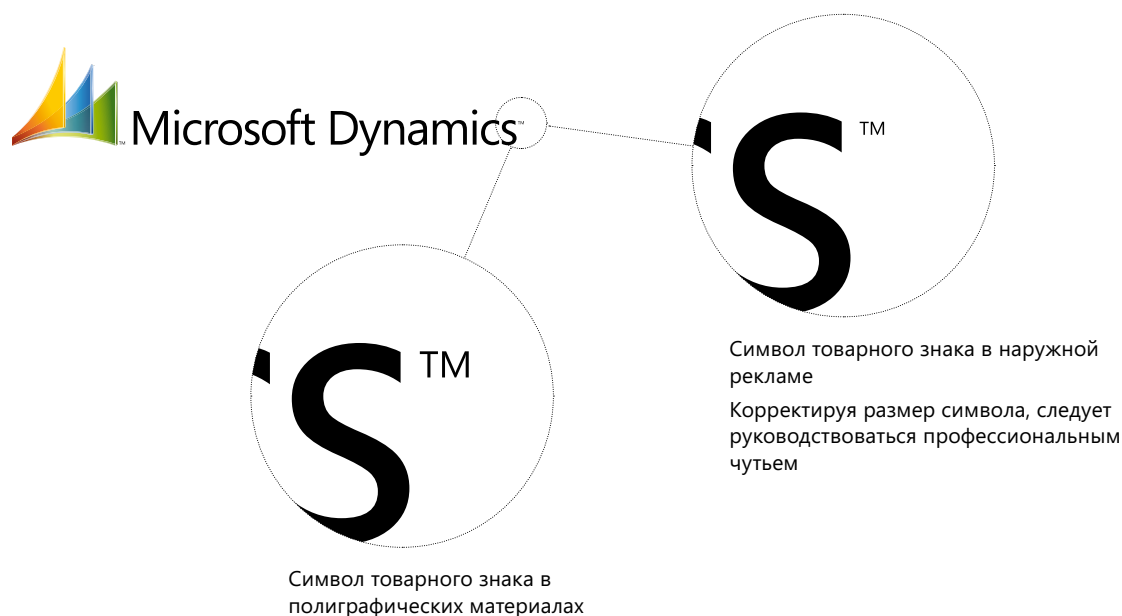 Microsoft Dynamics™
™
S ™
Символ товарного знака в наружной
рекламе
Корректируя размер символа, следует
руководствоваться профессиональным
чутьем
S TM
Символ товарного знака в
полиграфических материалах